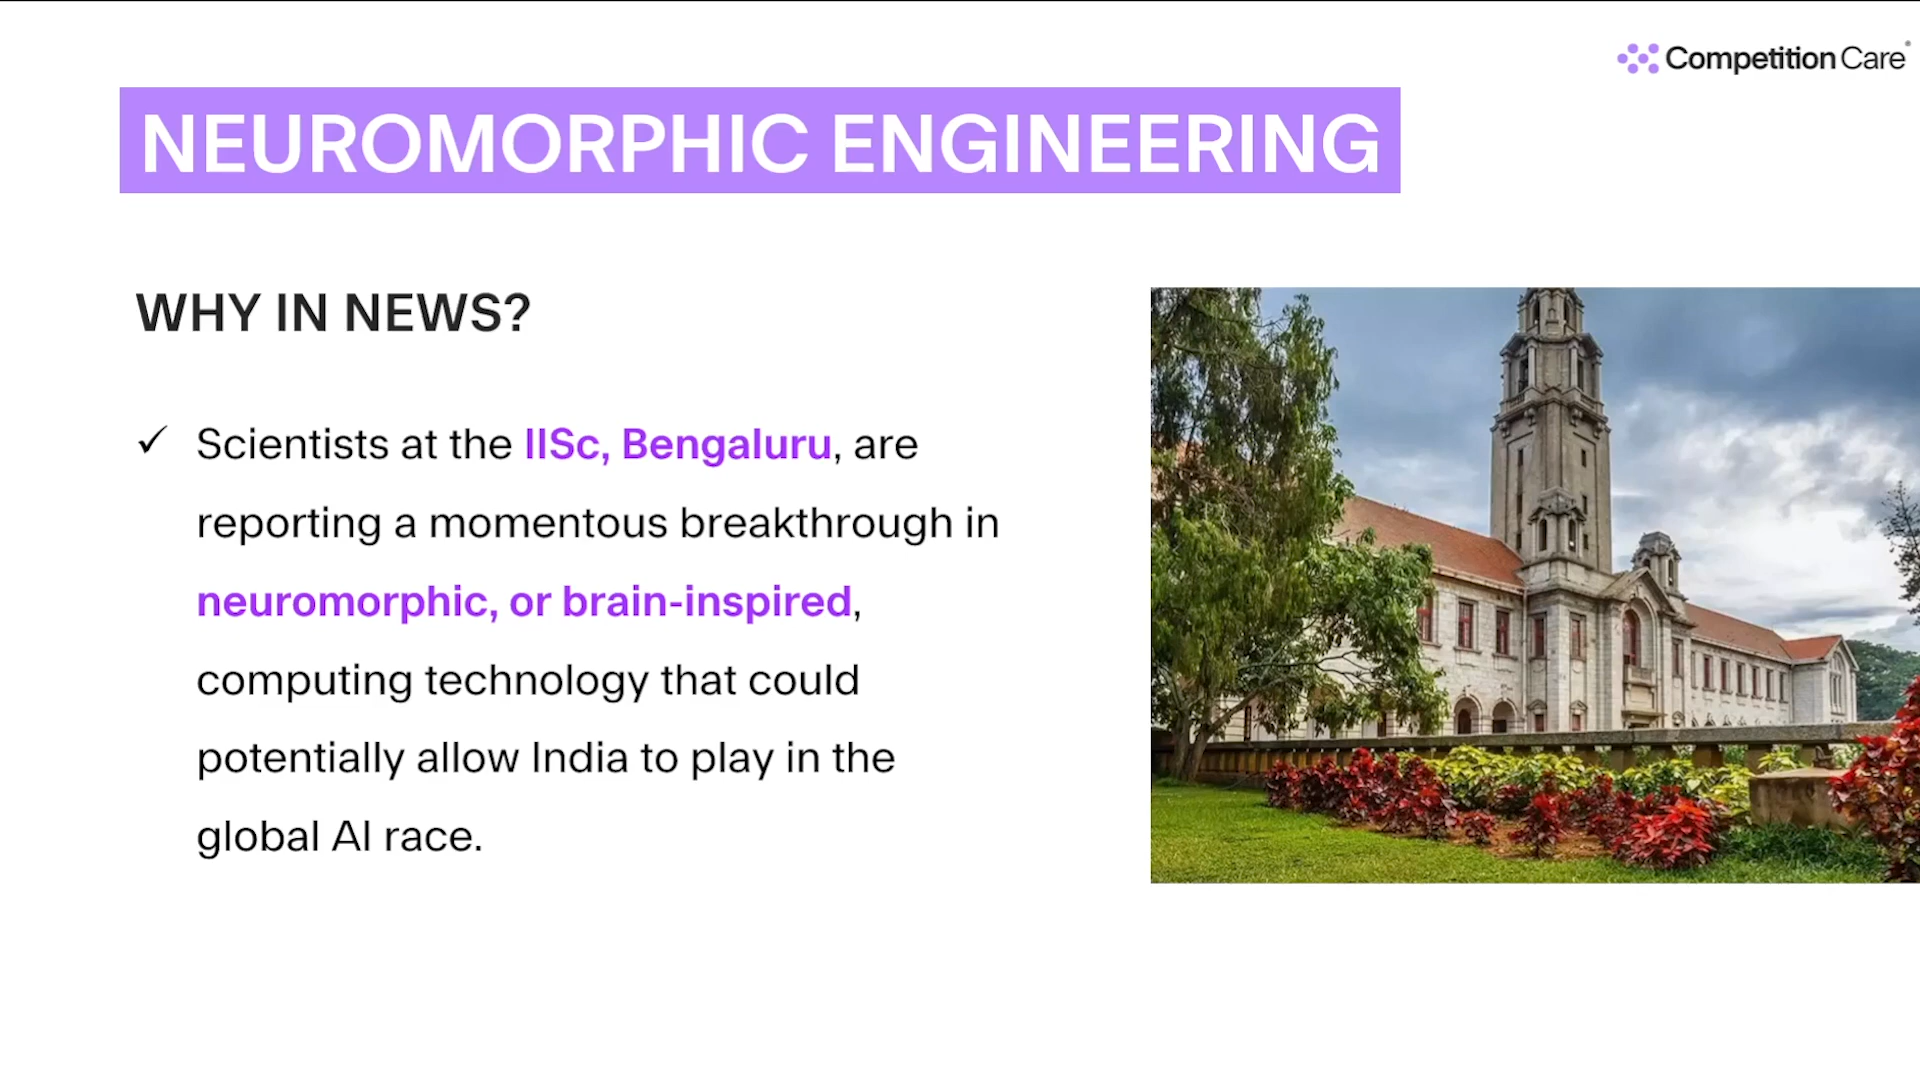 Competition Care
NEUROMORPHIC ENGINEERING
WHY IN NEWS?
✓ Scientists at the IISc, Bengaluru, are
reporting a momentous breakthrough in
neuromorphic, or brain-inspired,
computing technology that could
potentially allow India to play in the
global AI race.